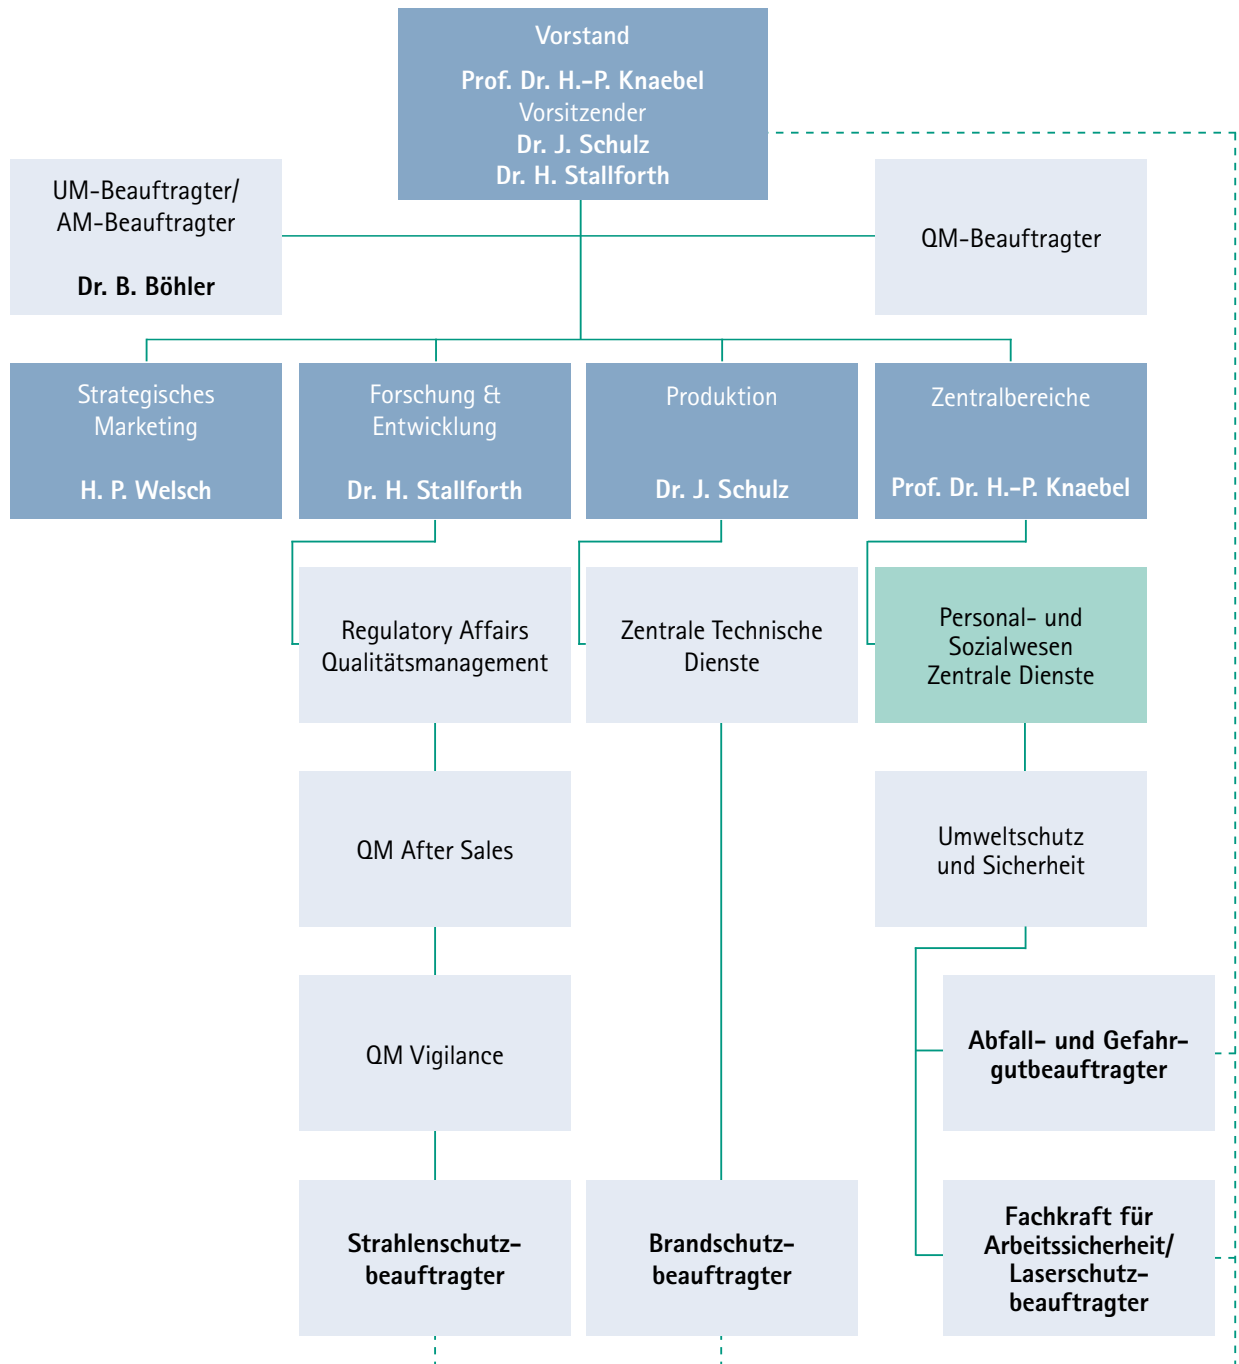 Vorstand
Prof. Dr. H.-P. Knaebel
Vorsitzender
Dr. J. Schulz
Dr. H. Stallforth
UM-Beauftragter/
AM-Beauftragter
Dr. B. Böhler
QM-Beauftragter
Strategisches
Marketing
H. P. Welsch
Forschung &
Entwicklung
Dr. H. Stallforth
Produktion
Dr. J. Schulz
Zentralbereiche
Prof. Dr. H.-P. Knaebel
Regulatory Affairs
Qualitätsmanagement
Zentrale Technische
Dienste
Personal- und
Sozialwesen
Zentrale Dienste
QM After Sales
Umweltschutz
und Sicherheit
QM Vigilance
Abfall- und Gefahr-
gutbeauftragter
Strahlenschutz-
beauftragter
Brandschutz-
beauftragter
Fachkraft für
Arbeitssicherheit/
Laserschutz-
beauftragter